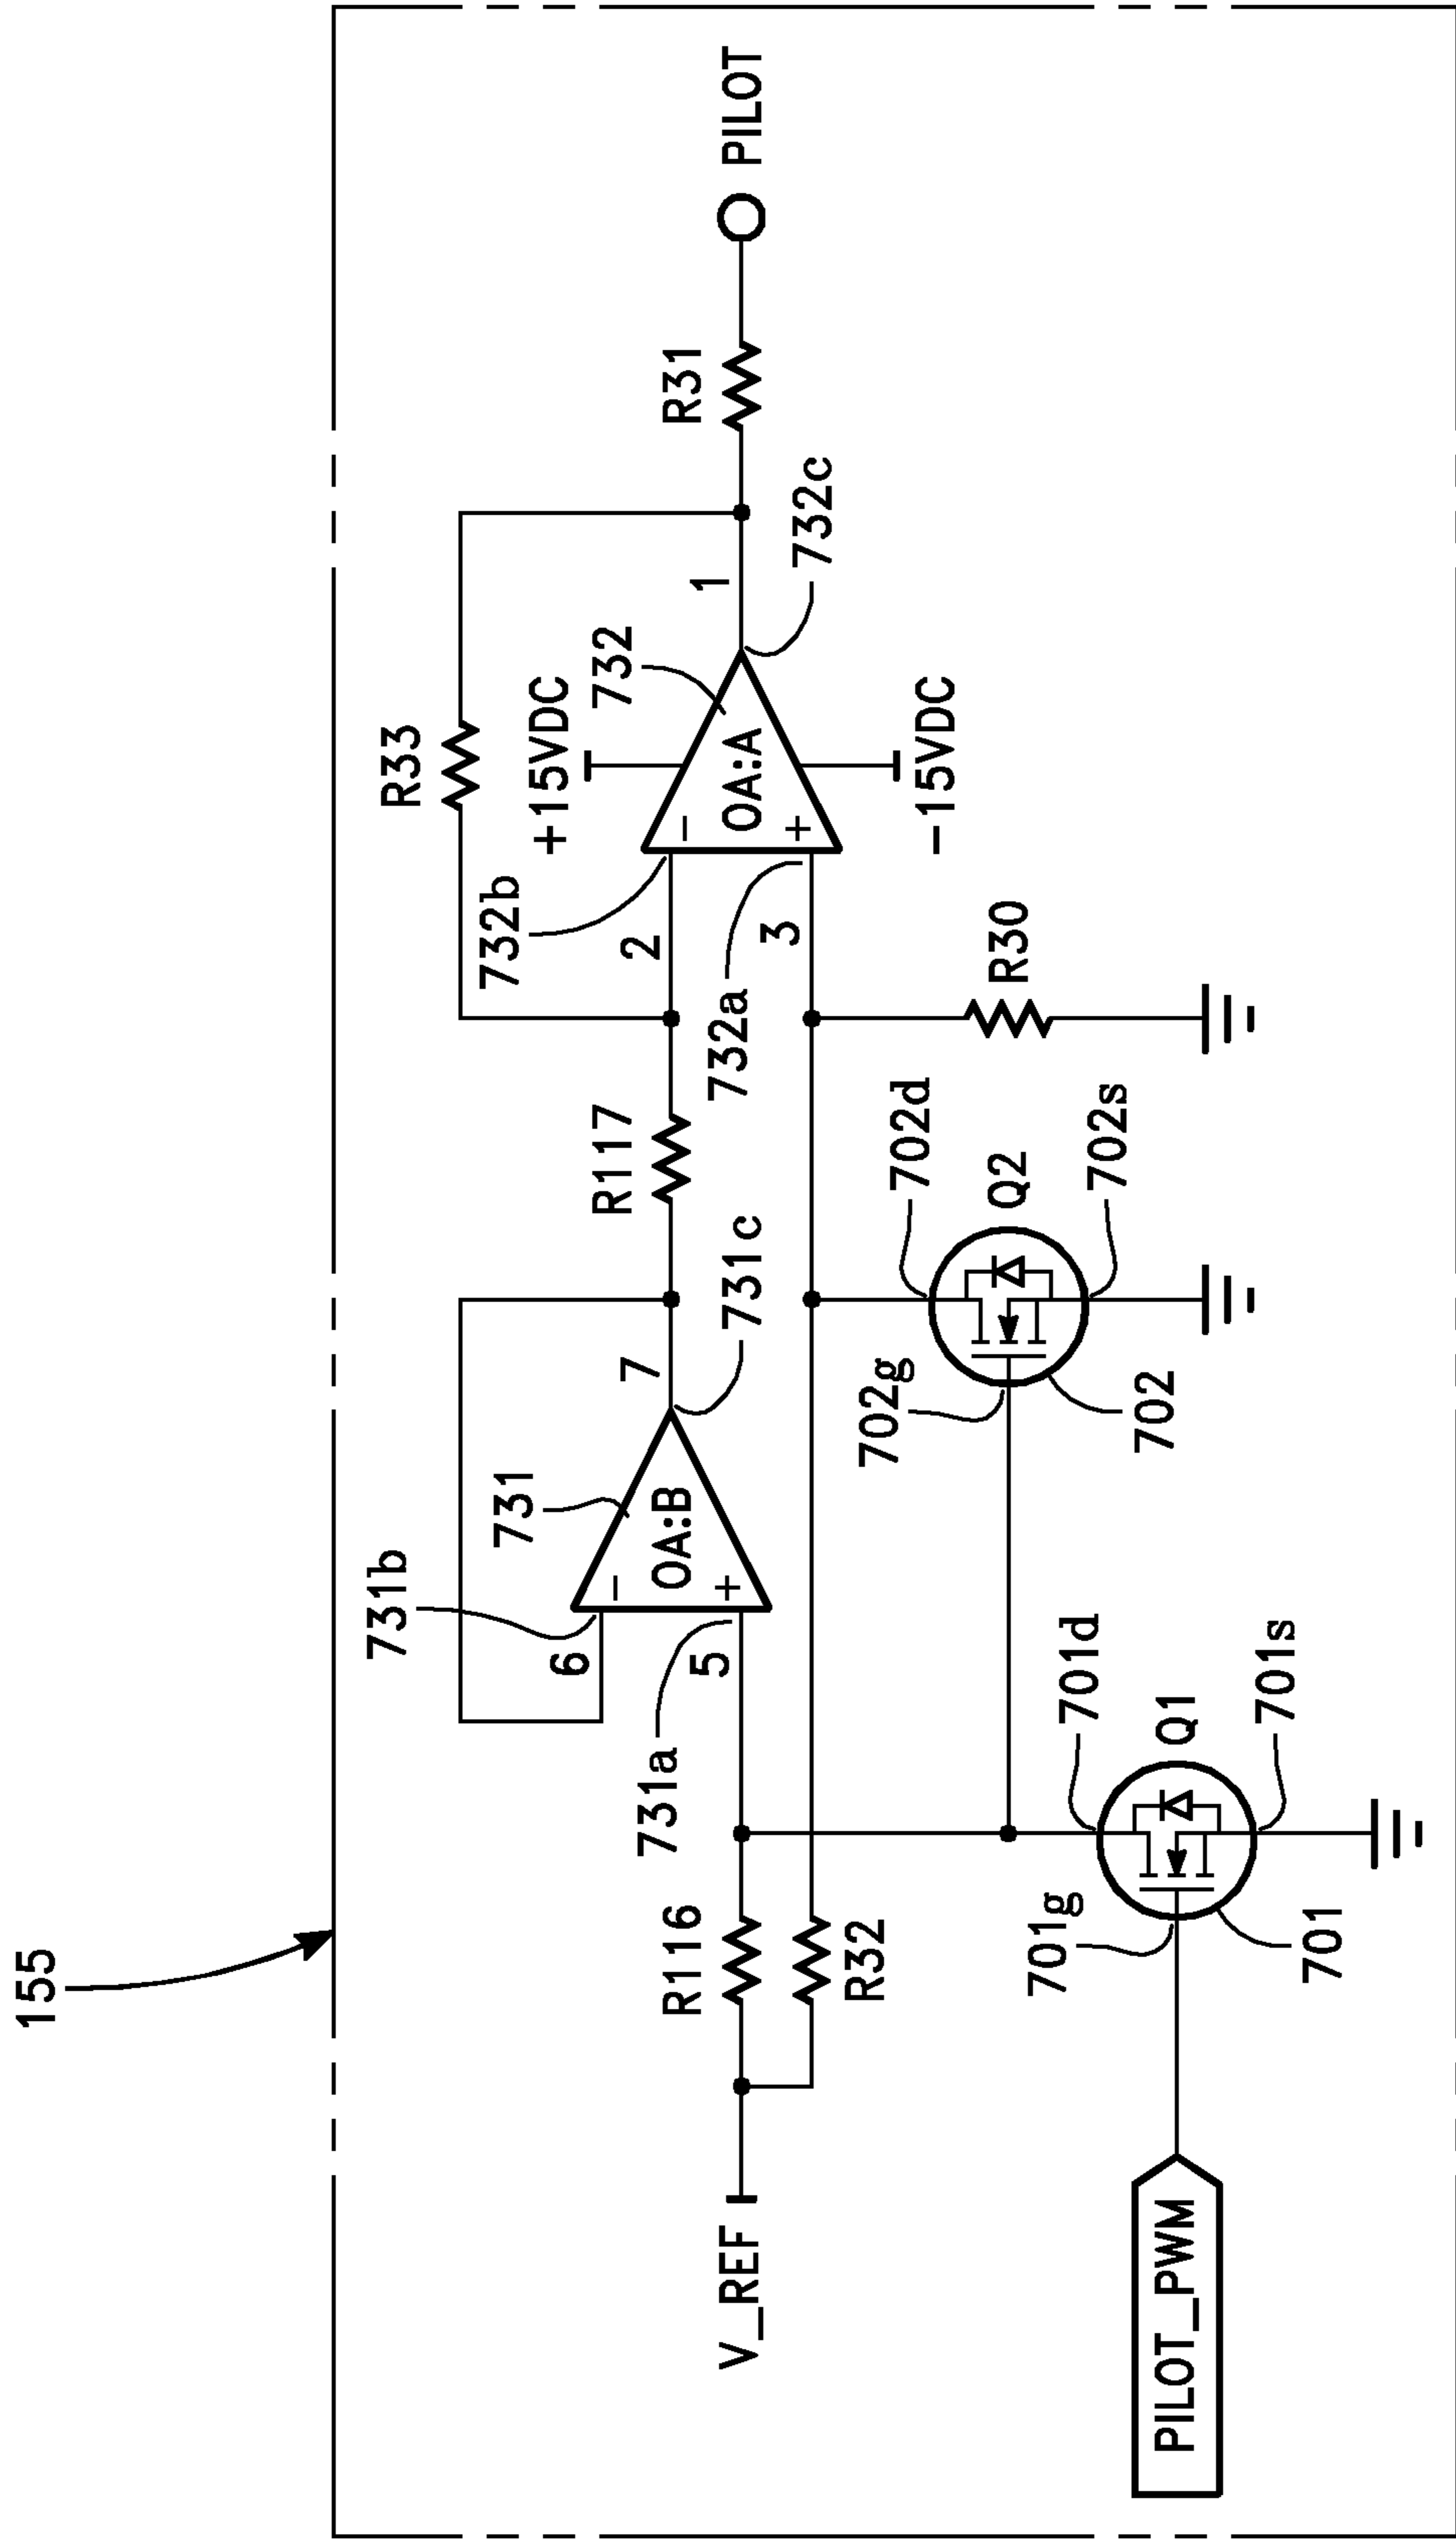 155
R33
+15VDC
732
732b
2
1
R31
PILOT
OA:A
-
+
732c
732a
3
-15VDC
R30
731b
731
6
-
OA:B
+
7
R117
731c
731a
5
V_REF
R116
R32
702d
Q2
702g
702s
702
701d
Q1
701g
701s
701
PILOT_PWM